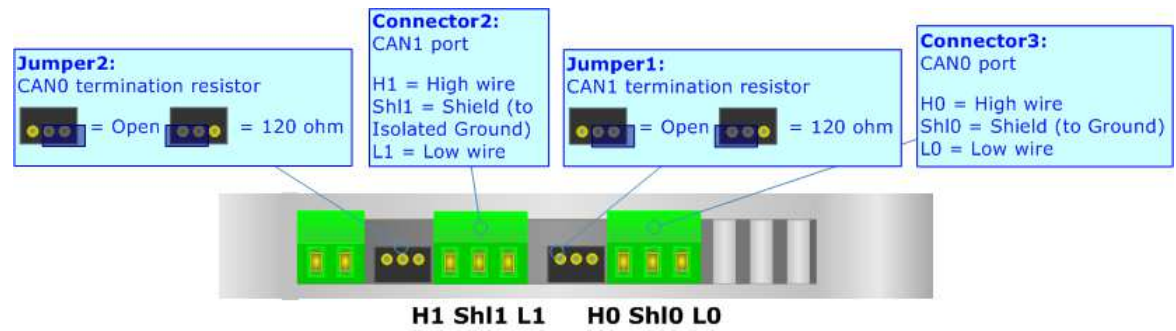 Jumper2:
CAN0 termination resistor
= Open = 120 ohm
Connector2:
CAN1 port
H1 = High wire
Shl1 = Shield (to
Isolated Ground)
L1 = Low wire
Jumper1:
CAN1 termination resistor
= Open = 120 ohm
Connector3:
CAN0 port
H0 = High wire
Shl0 = Shield (to Ground)
L0 = Low wire
H1 Shl1 L1 H0 Shl0 L0